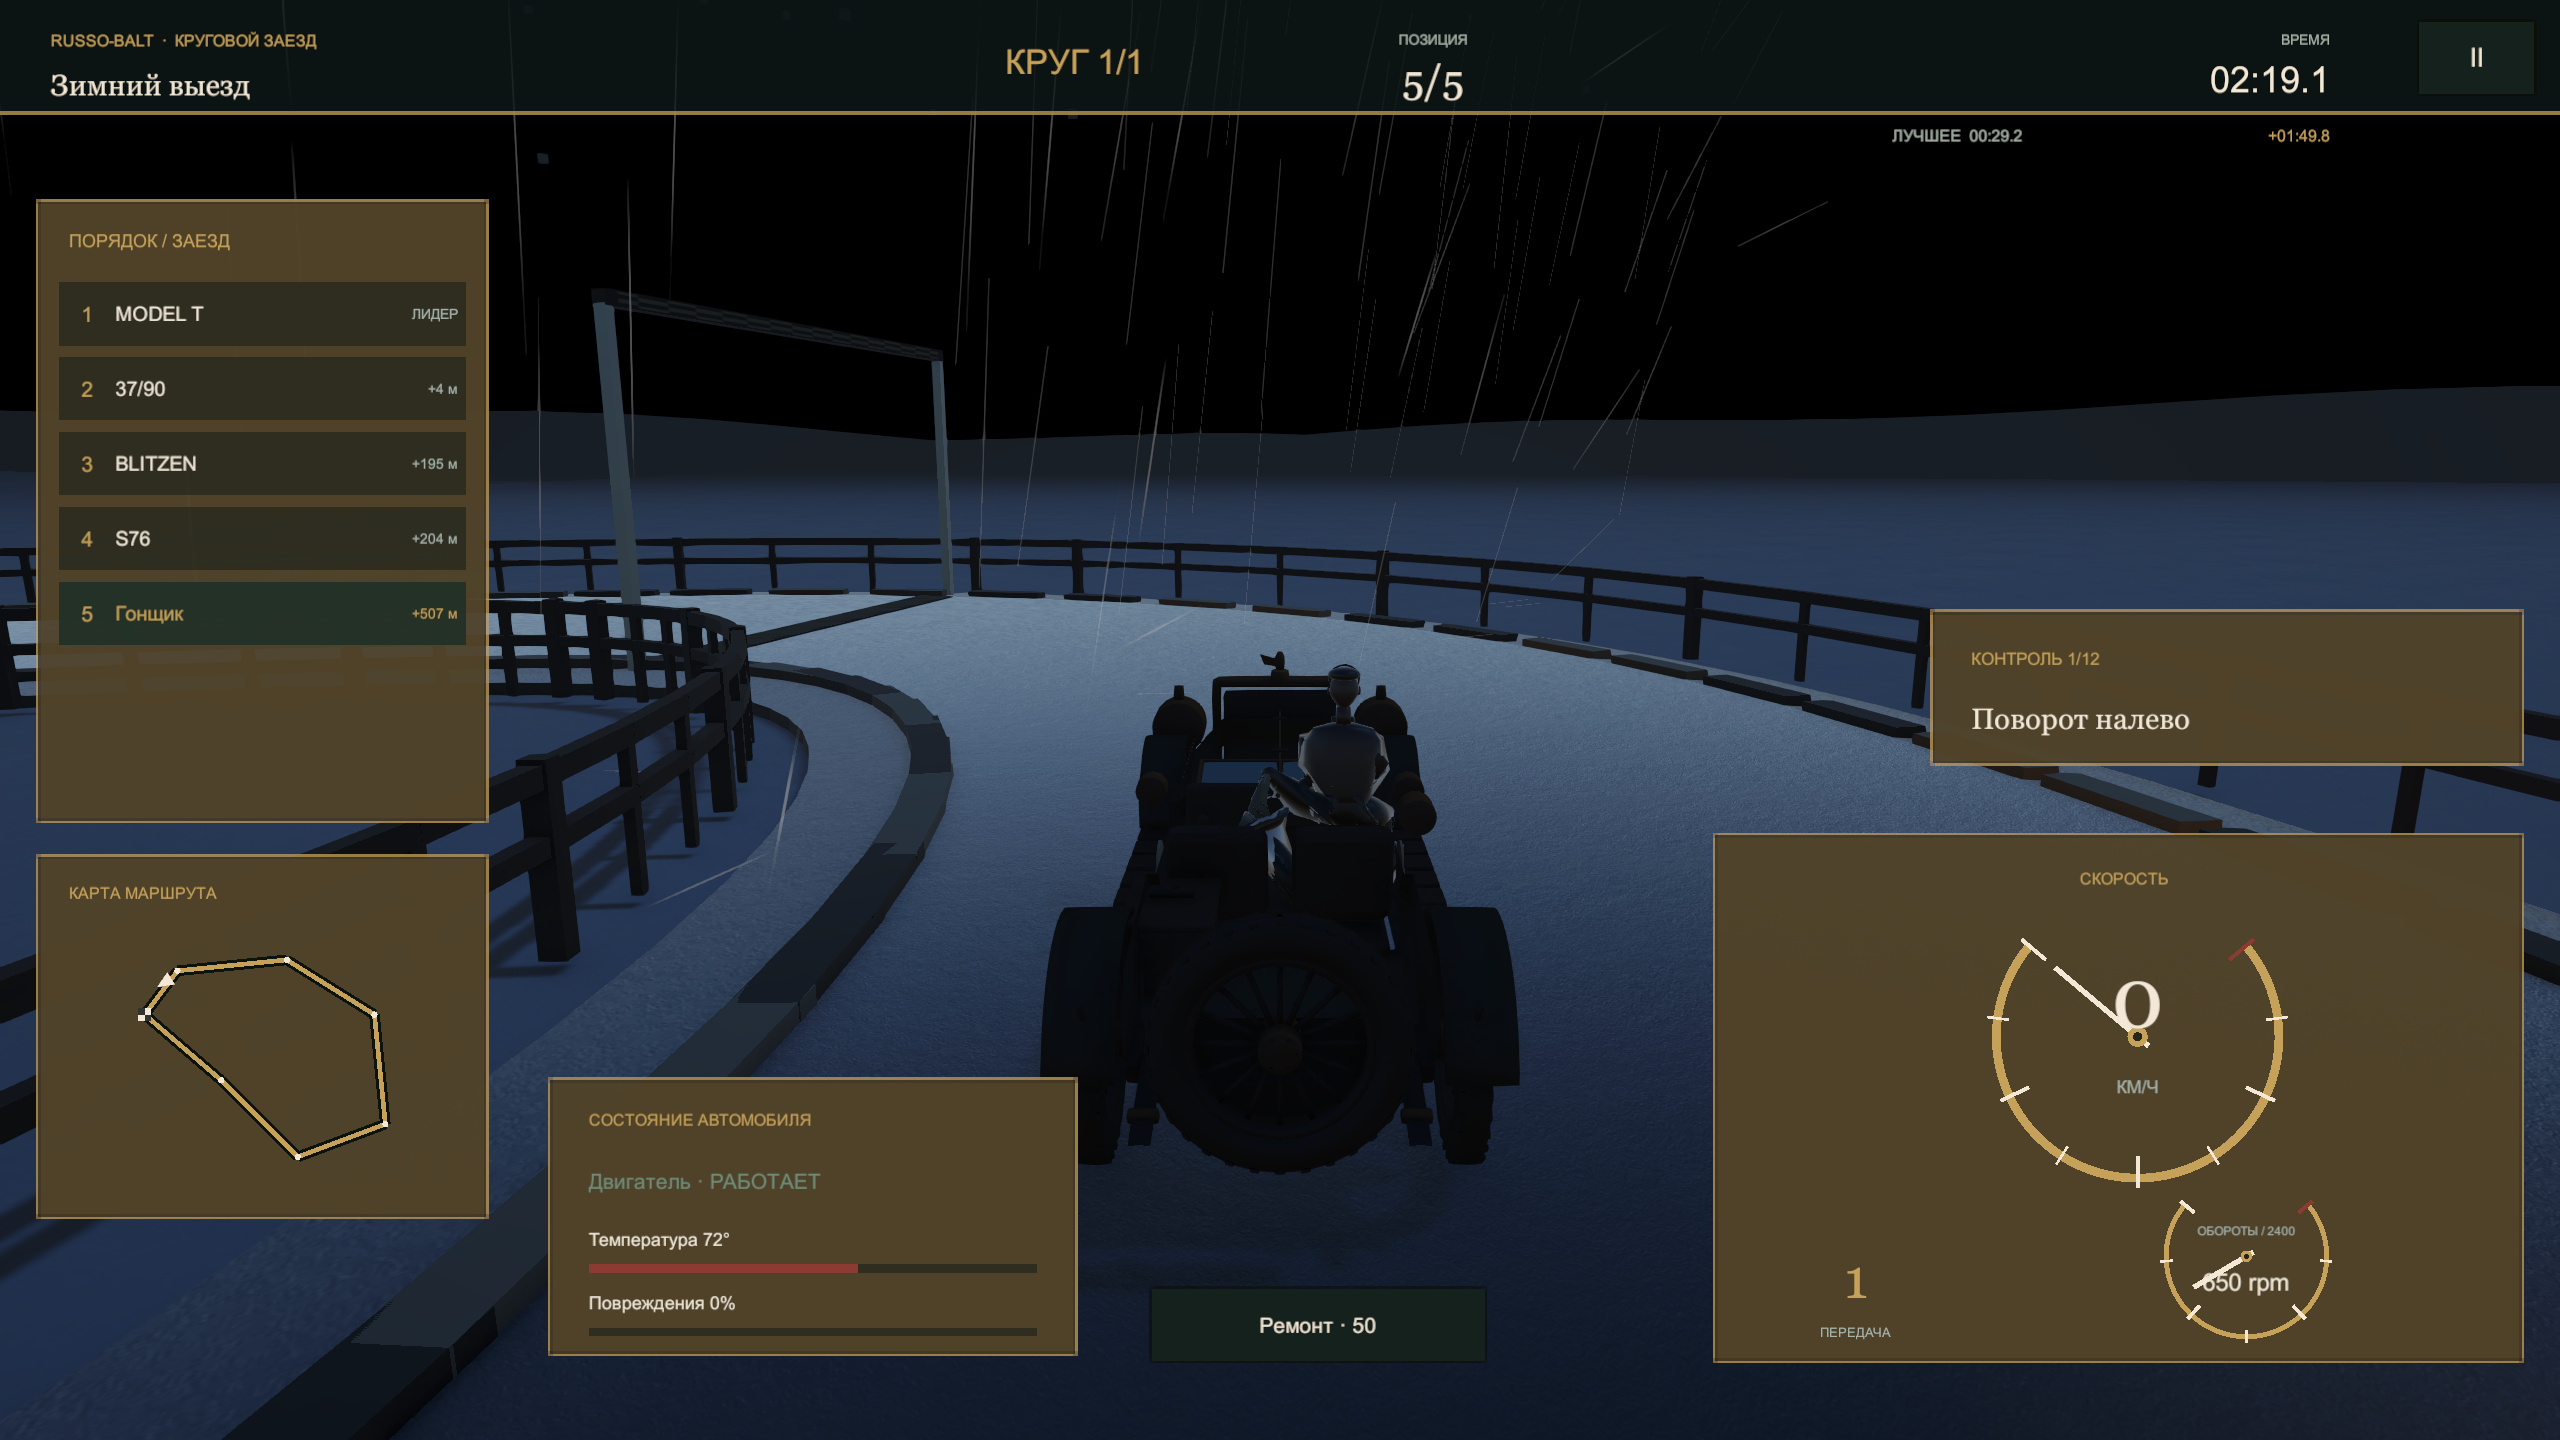 RUSSO-BALT · КРУГОВОЙ ЗАЕЗД
Зимний выезд
КРУГ 1/1
ПОЗИЦИЯ
5/5
ВРЕМЯ
02:19.1
II
ЛУЧШЕЕ 00:29.2
+01:49.8
ПОРЯДОК / ЗАЕЗД
1 MODEL T ЛИДЕР
2 37/90 +4 м
3 BLITZEN +195 м
4 S76 +204 м
5 Гонщик +507 м
КОНТРОЛЬ 1/12
Поворот налево
КАРТА МАРШРУТА
СОСТОЯНИЕ АВТОМОБИЛЯ
Двигатель · РАБОТАЕТ
Температура 72°
Повреждения 0%
Ремонт · 50
СКОРОСТЬ
0
КМ/Ч
ОБОРОТЫ / 2400
650 rpm
1
ПЕРЕДАЧА